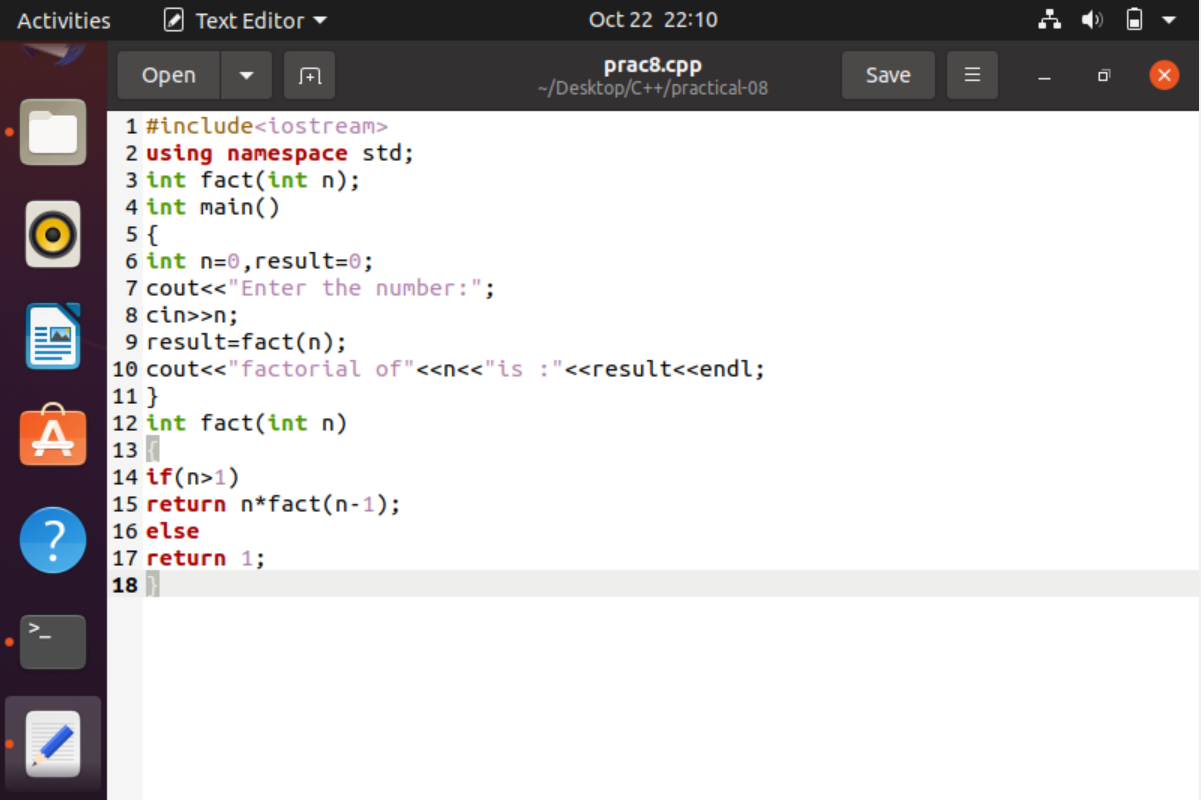 Activities Text Editor Oct 22 22:10
Open prac8.cpp Save
~/Desktop/C++/practical-08
1 #include<iostream>
2 using namespace std;
3 int fact(int n);
4 int main()
5 {
6 int n=0,result=0;
7 cout<<"Enter the number:";
8 cin>>n;
9 result=fact(n);
10 cout<<"factorial of"<<n<<"is :"<<result<<endl;
11 }
12 int fact(int n)
13 {
14 if(n>1)
15 return n*fact(n-1);
16 else
17 return 1;
18 }
?
>_